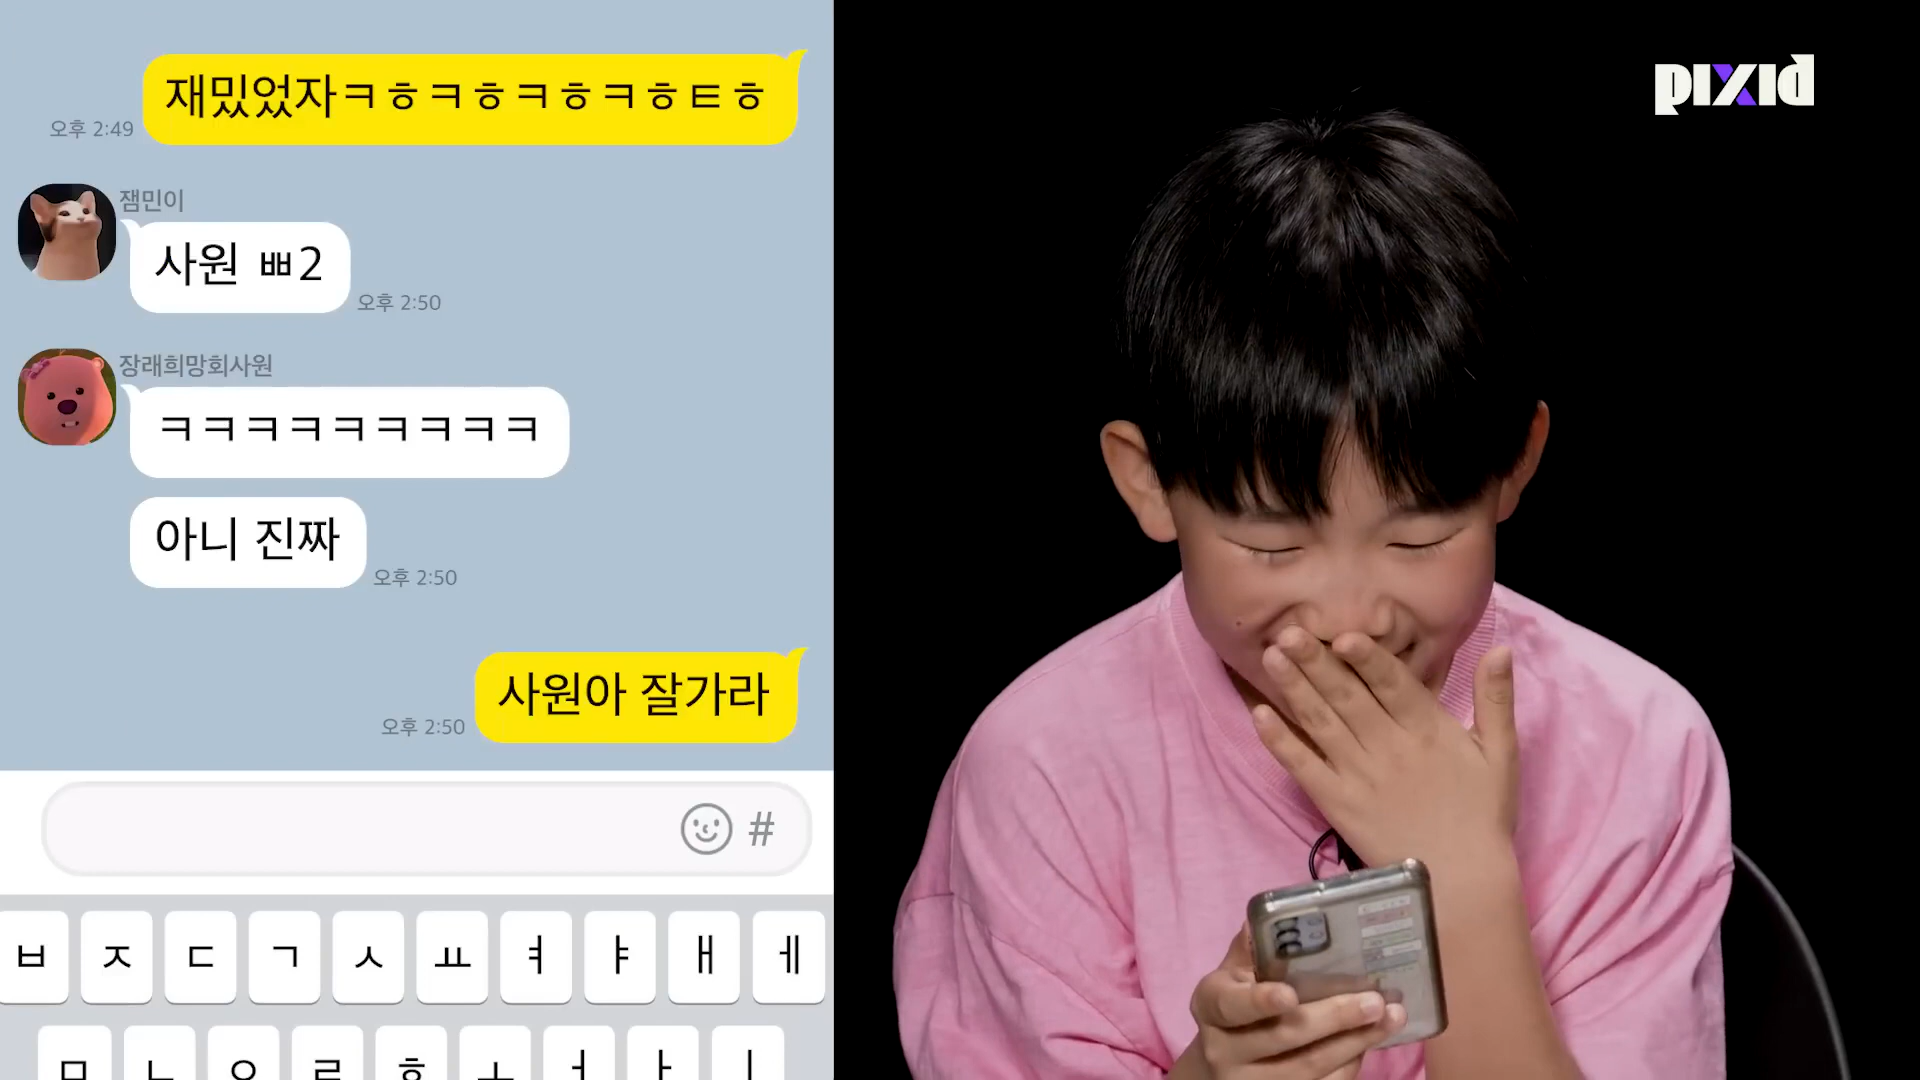 재밌었자ㅋㅎㅋㅎㅋㅎㅋㅎㅌㅎ
오후 2:49
잼민이
사원 ㅃ2
오후 2:50
장래희망회사원
ㅋㅋㅋㅋㅋㅋㅋㅋㅋ
아니 진짜
오후 2:50
사원아 잘가라
오후 2:50
#
ㅂ ㅈ ㄷ ㄱ ㅅ ㅛ ㅕ ㅑ ㅐ ㅔ
ㅁ ㄴ ㅇ ㄹ ㅎ ㅗ ㅓ ㅏ ㅣ
pixid